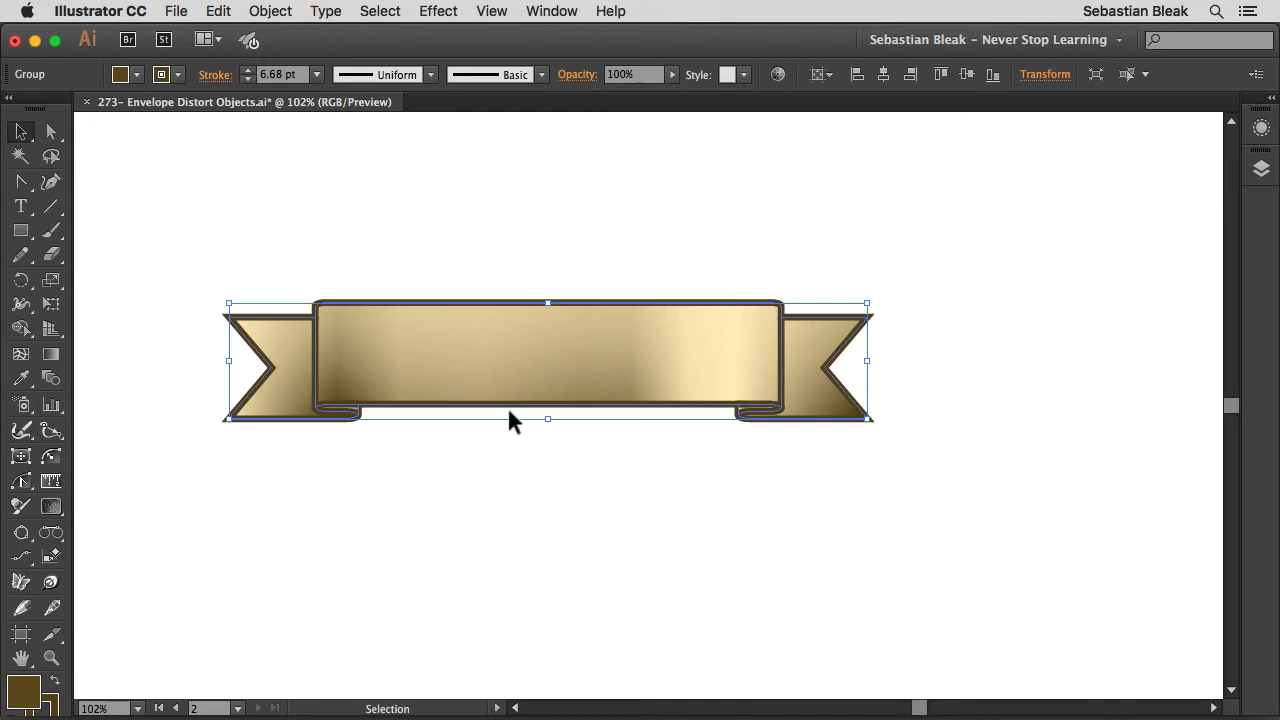 Illustrator CC File Edit Object Type Select Effect View Window Help Sebastian Bleak
Ai Br St Sebastian Bleak – Never Stop Learning
Group Stroke: 6.68 pt Uniform Basic Opacity: 100% Style: Transform
× 273- Envelope Distort Objects.ai* @ 102% (RGB/Preview)
T
102% 2 Selection